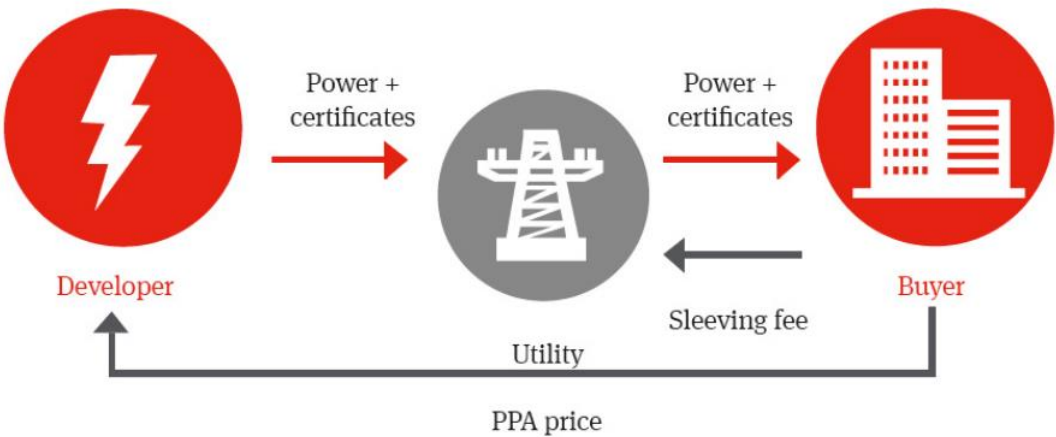 Power +
certificates
Power +
certificates
Developer
Buyer
Sleeving fee
Utility
PPA price